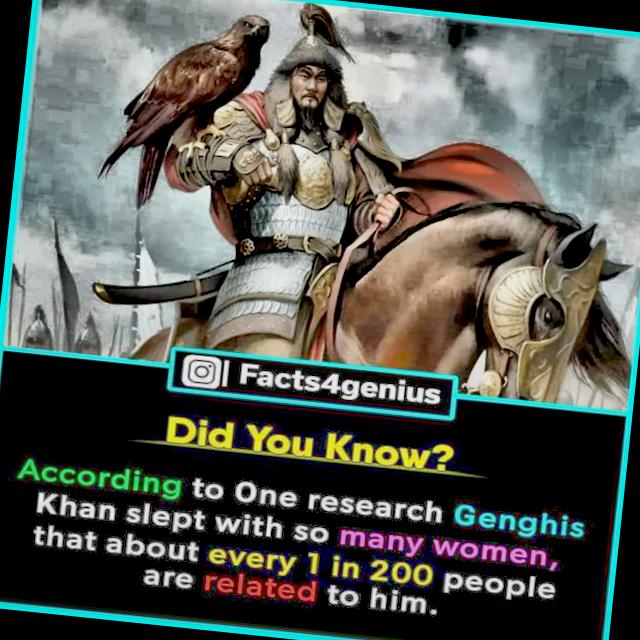 Facts4genius
Did You Know?
According to One research Genghis
Khan slept with so many women,
that about every 1 in 200 people
are related to him.